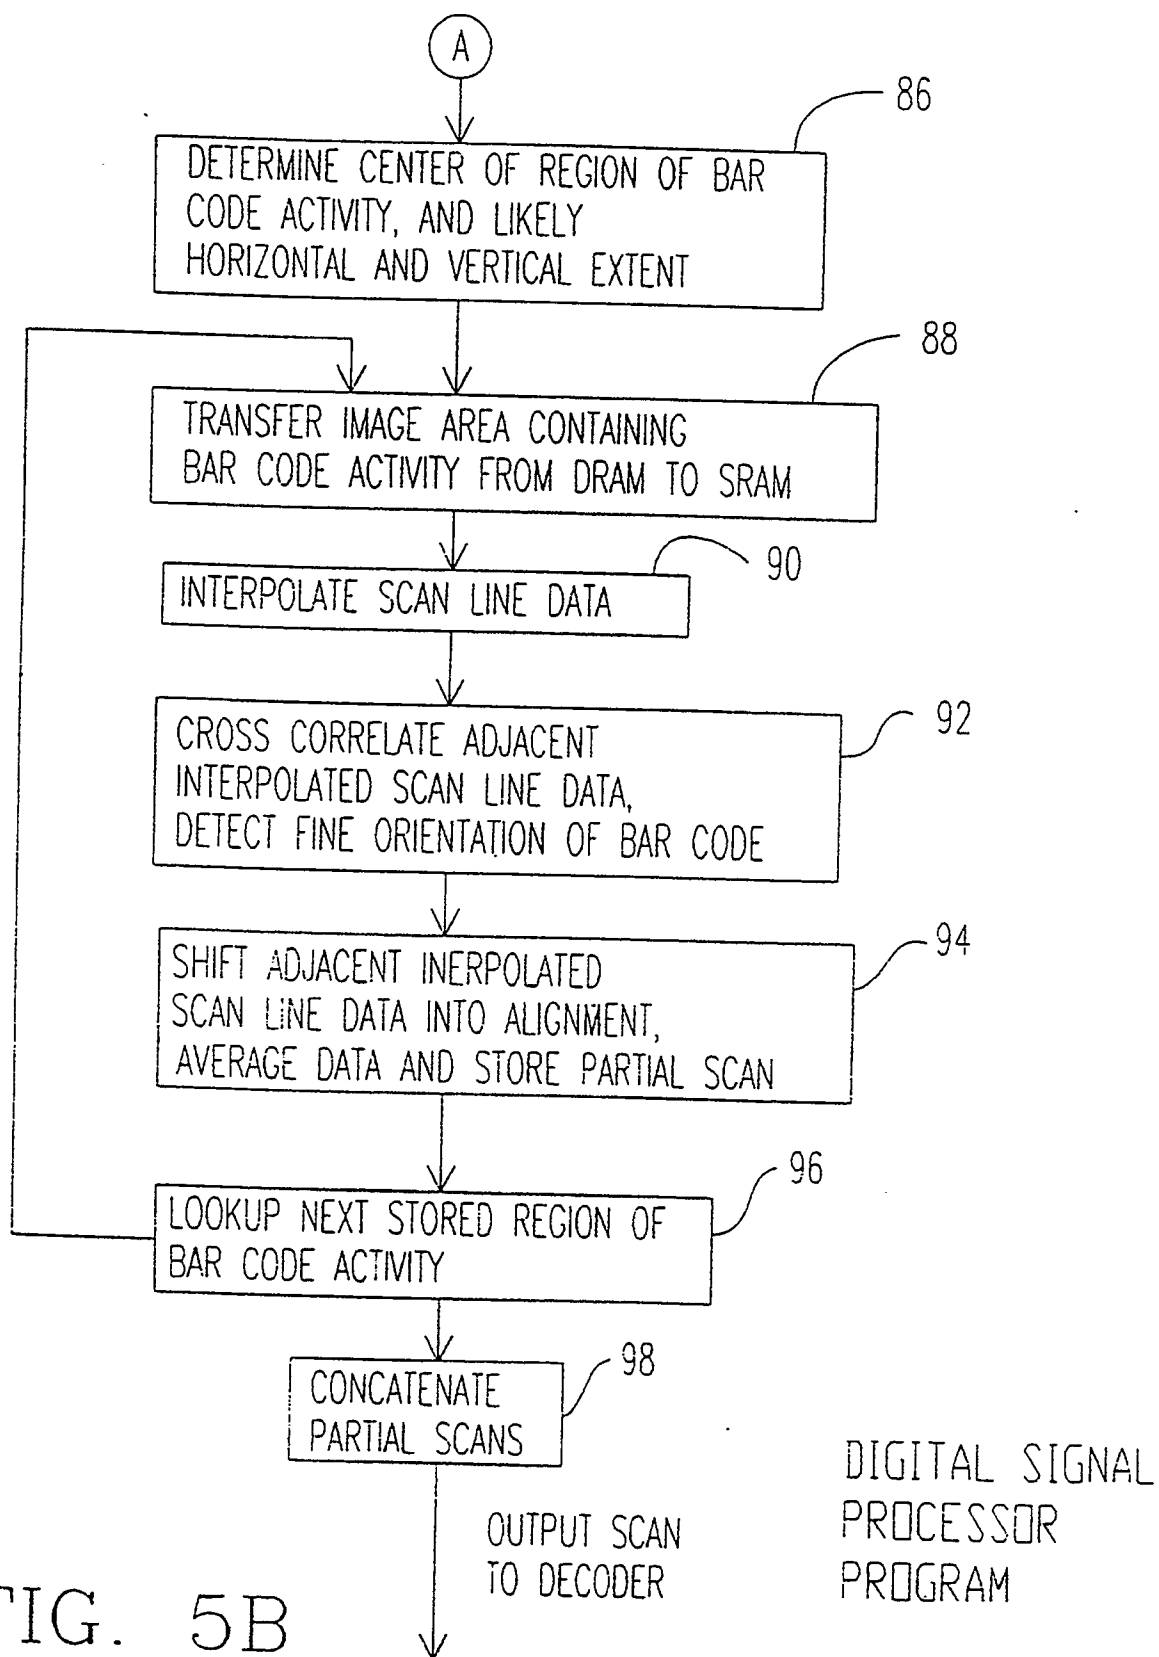 A
86
DETERMINE CENTER OF REGION OF BAR
CODE ACTIVITY, AND LIKELY
HORIZONTAL AND VERTICAL EXTENT
88
TRANSFER IMAGE AREA CONTAINING
BAR CODE ACTIVITY FROM DRAM TO SRAM
90
INTERPOLATE SCAN LINE DATA
92
CROSS CORRELATE ADJACENT
INTERPOLATED SCAN LINE DATA,
DETECT FINE ORIENTATION OF BAR CODE
94
SHIFT ADJACENT INERPOLATED
SCAN LINE DATA INTO ALIGNMENT,
AVERAGE DATA AND STORE PARTIAL SCAN
96
LOOKUP NEXT STORED REGION OF
BAR CODE ACTIVITY
98
CONCATENATE
PARTIAL SCANS
OUTPUT SCAN
TO DECODER
DIGITAL SIGNAL
PROCESSOR
PROGRAM
FIG. 5B